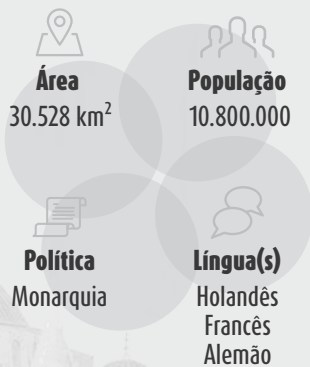 Área
30.528 km²
População
10.800.000
Política
Monarquia
Língua(s)
Holandês
Francês
Alemão